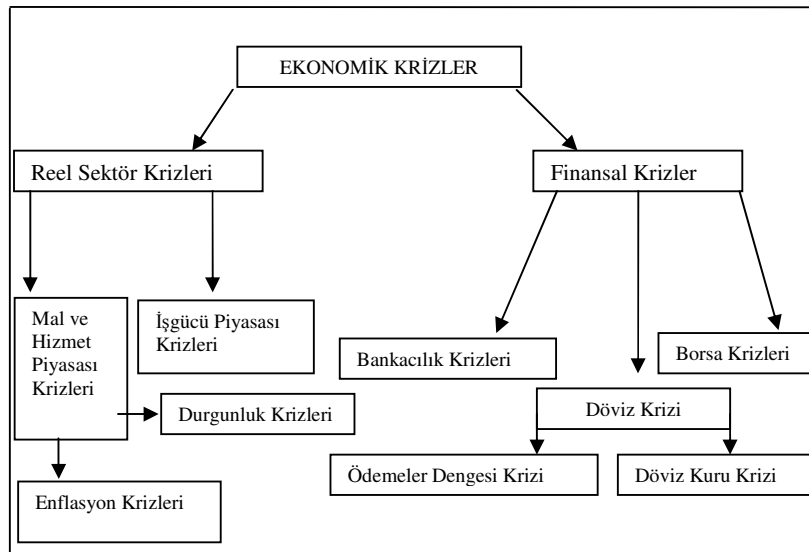 EKONOMİK KRİZLER
Reel Sektör Krizleri
Finansal Krizler
Mal ve
Hizmet
Piyasası
Krizleri
İşgücü Piyasası
Krizleri
Bankacılık Krizleri
Borsa Krizleri
Durgunluk Krizleri
Döviz Krizi
Ödemeler Dengesi Krizi
Döviz Kuru Krizi
Enflasyon Krizleri